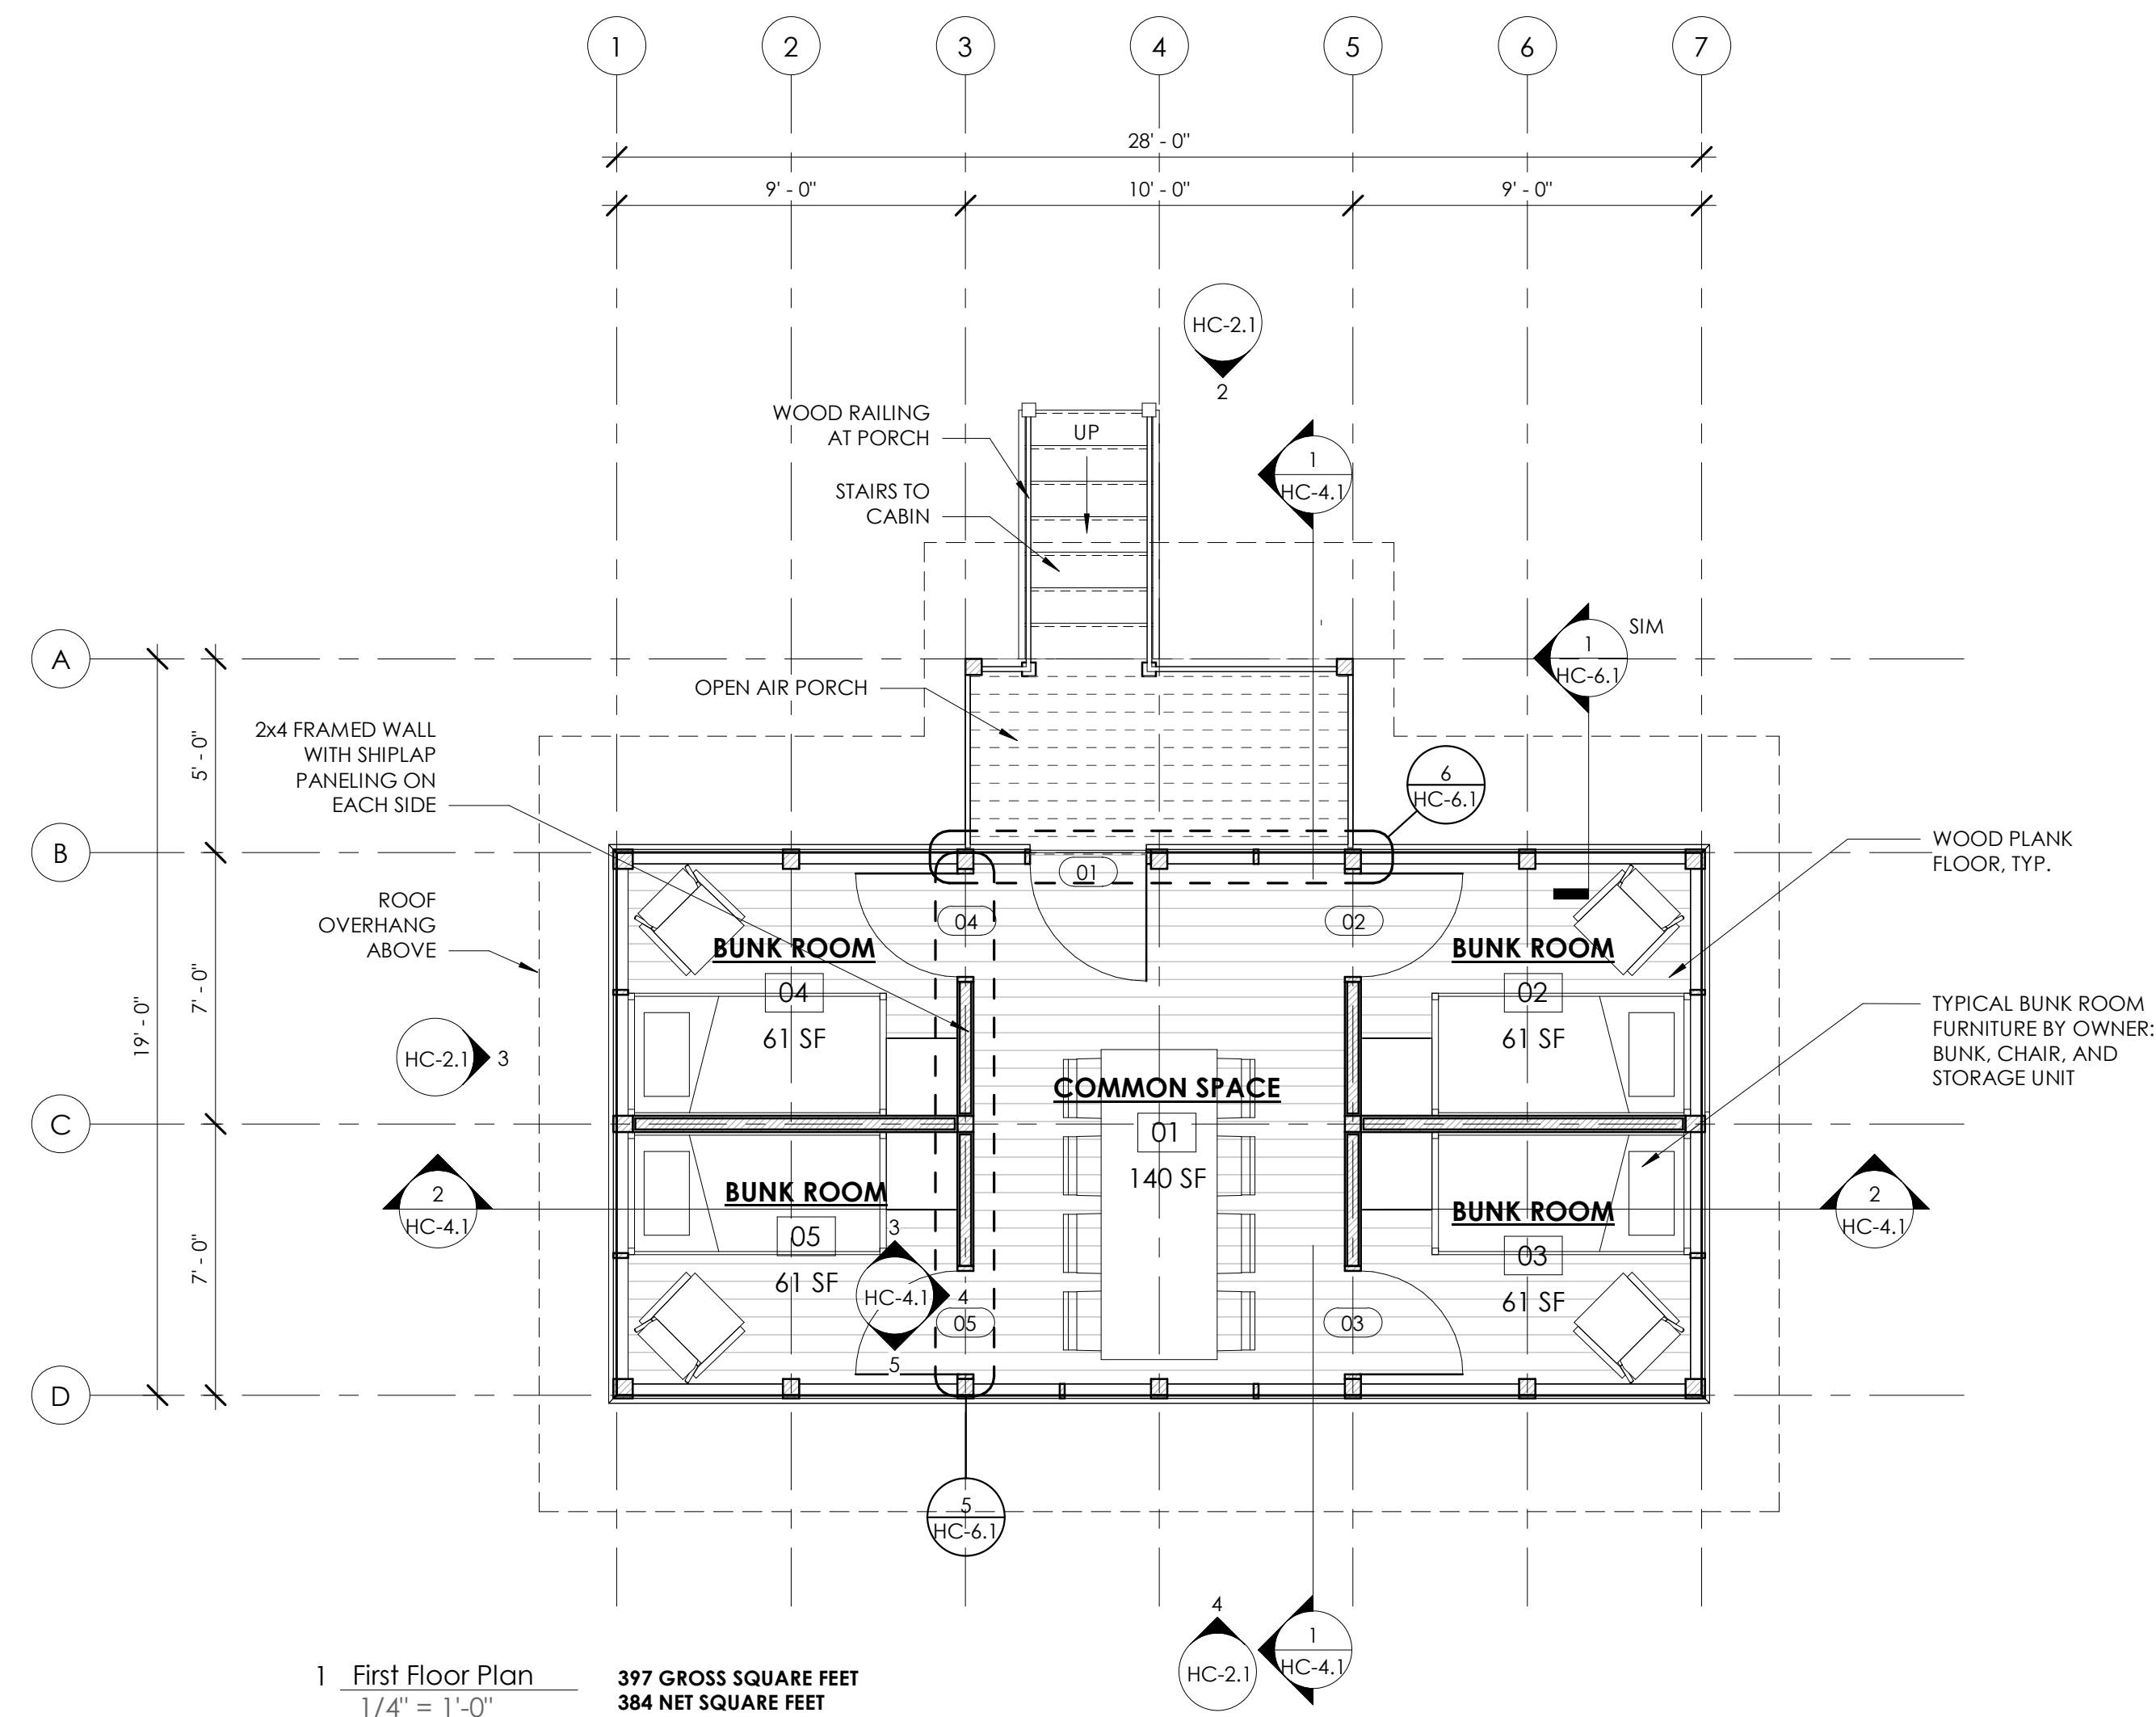 1 2 3 4 5 6 7
28' - 0"
9' - 0" 10' - 0" 9' - 0"
HC-2.1
2
WOOD RAILING
AT PORCH
UP
1
HC-4.1
STAIRS TO
CABIN
1
HC-6.1
SIM
A
OPEN AIR PORCH
2x4 FRAMED WALL
WITH SHIPLAP
PANELING ON
EACH SIDE
5' - 0"
6
HC-6.1
B
WOOD PLANK
FLOOR, TYP.
01
ROOF
OVERHANG
ABOVE
04
02
BUNK ROOM
04
61 SF
BUNK ROOM
02
61 SF
7' - 0"
19' - 0"
TYPICAL BUNK ROOM
FURNITURE BY OWNER:
BUNK, CHAIR, AND
STORAGE UNIT
HC-2.1
3
COMMON SPACE
01
140 SF
C
2
HC-4.1
BUNK ROOM
05
61 SF
BUNK ROOM
03
61 SF
2
HC-4.1
7' - 0"
3
HC-4.1
4
5
05
03
D
5
HC-6.1
4
HC-2.1
1
HC-4.1
1 First Floor Plan
1/4" = 1'-0"
397 GROSS SQUARE FEET
384 NET SQUARE FEET